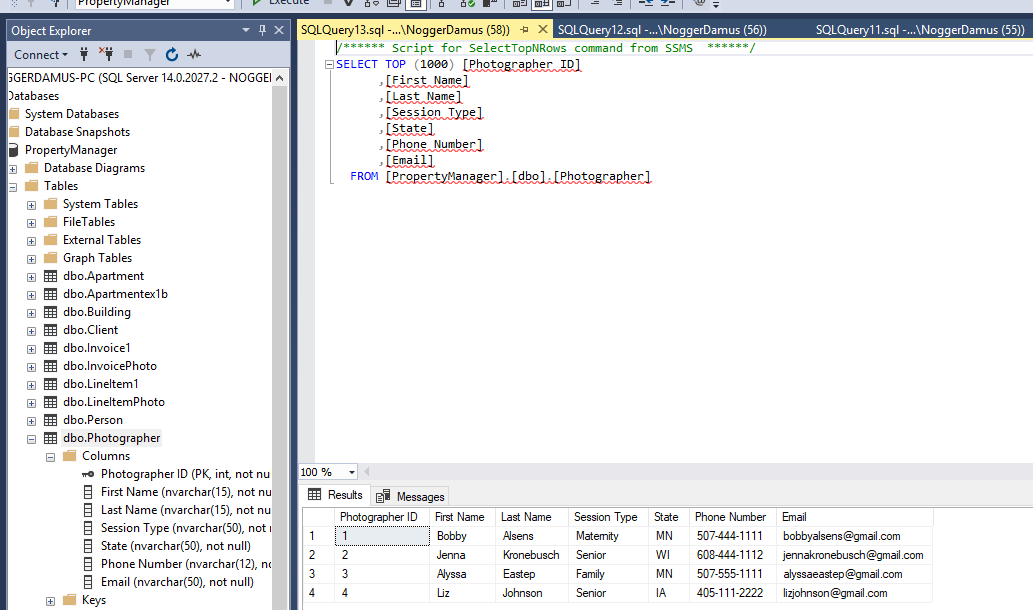 PropertyManager Execute
Object Explorer
SQLQuery13.sql -...\NoggerDamus (58))
SQLQuery12.sql -...\NoggerDamus (56))
SQLQuery11.sql -...\NoggerDamus (55))
Connect
GGERDAMUS-PC (SQL Server 14.0.2027.2 - NOGGEI
Databases
System Databases
Database Snapshots
PropertyManager
Database Diagrams
Tables
System Tables
FileTables
External Tables
Graph Tables
dbo.Apartment
dbo.Apartmentex1b
dbo.Building
dbo.Client
dbo.Invoice1
dbo.InvoicePhoto
dbo.LineItem1
dbo.LineItemPhoto
dbo.Person
dbo.Photographer
Columns
Photographer ID (PK, int, not nu
First Name (nvarchar(15), not nu
Last Name (nvarchar(15), not nu
Session Type (nvarchar(50), not
State (nvarchar(50), not null)
Phone Number (nvarchar(12), no
Email (nvarchar(50), not null)
Keys
/****** Script for SelectTopNRows command from SSMS ******/
SELECT TOP (1000) [Photographer ID]
,[First Name]
,[Last Name]
,[Session Type]
,[State]
,[Phone Number]
,[Email]
FROM [PropertyManager].[dbo].[Photographer]
100 %
Results Messages
Photographer ID First Name Last Name Session Type State Phone Number Email
1 1 Bobby Alsens Maternity MN 507-444-1111 bobbyalsens@gmail.com
2 2 Jenna Kronebusch Senior WI 608-444-1112 jennakronebusch@gmail.com
3 3 Alyssa Eastep Family MN 507-555-1111 alyssaeastep@gmail.com
4 4 Liz Johnson Senior IA 405-111-2222 lizjohnson@gmail.com